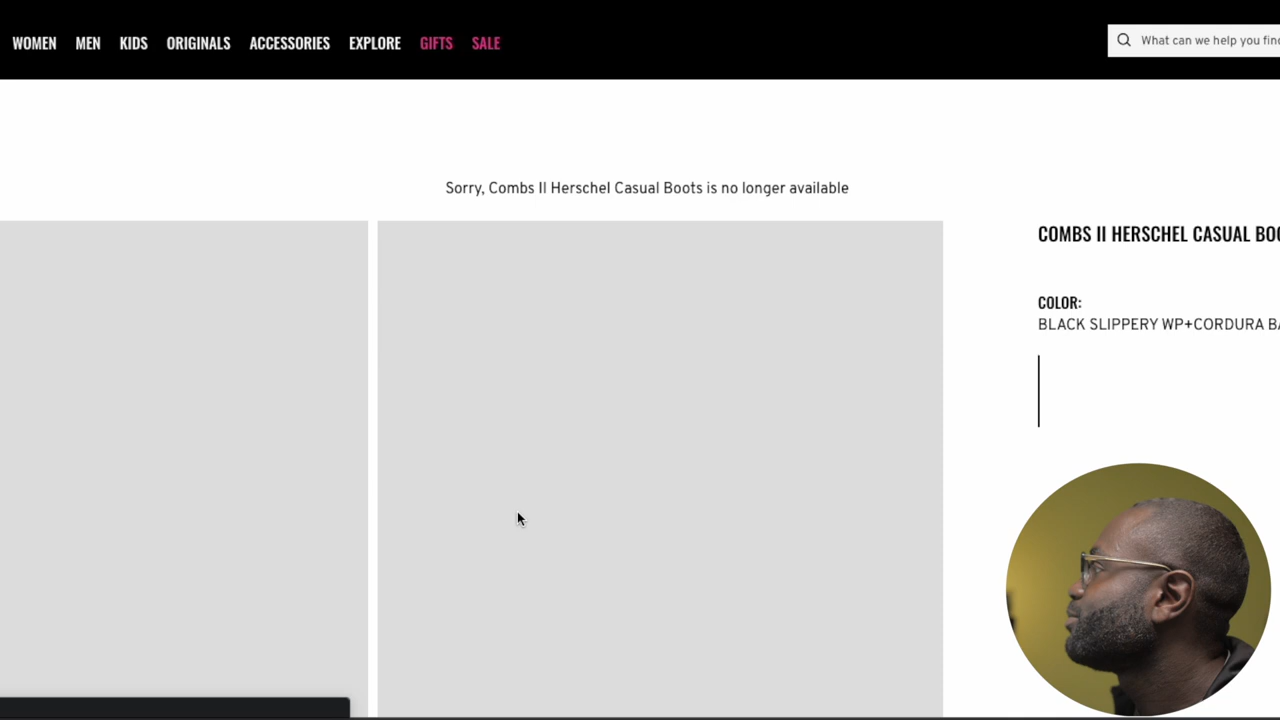 WOMEN MEN KIDS ORIGINALS ACCESSORIES EXPLORE GIFTS SALE
What can we help you find
Sorry, Combs II Herschel Casual Boots is no longer available
COMBS II HERSCHEL CASUAL BOO
COLOR:
BLACK SLIPPERY WP+CORDURA BA